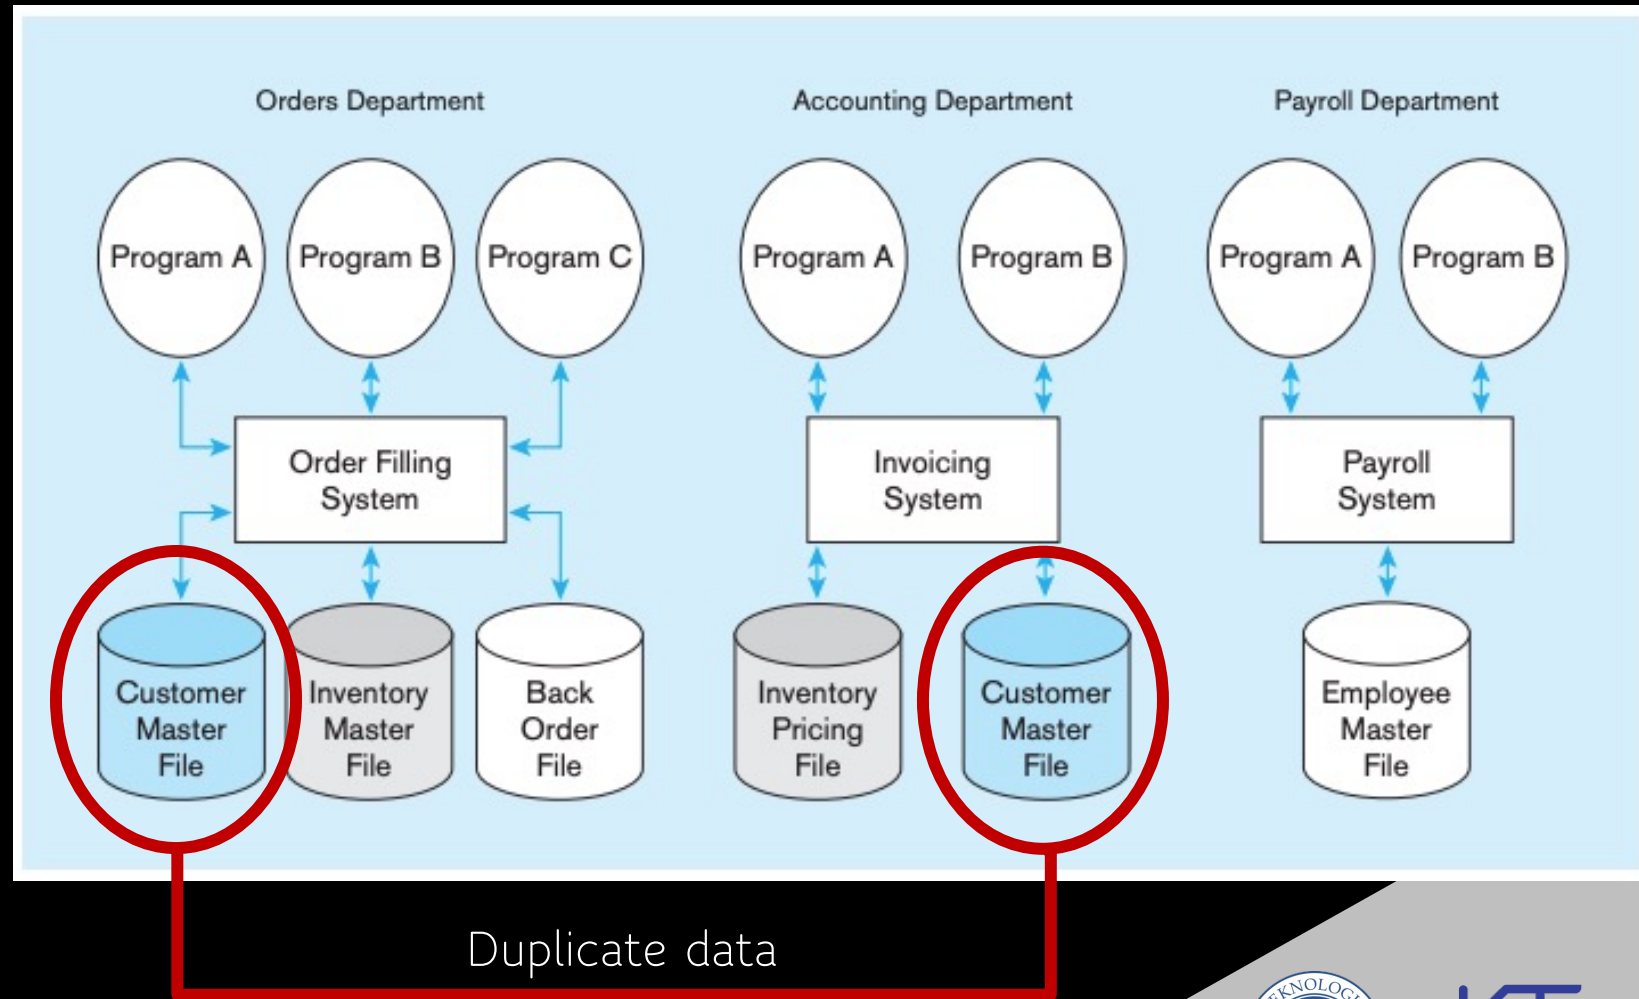 Orders Department
Accounting Department
Payroll Department
Program A
Program B
Program C
Program A
Program B
Program A
Program B
Order Filling
System
Invoicing
System
Payroll
System
Customer
Master
File
Inventory
Master
File
Back
Order
File
Inventory
Pricing
File
Customer
Master
File
Employee
Master
File
Duplicate data